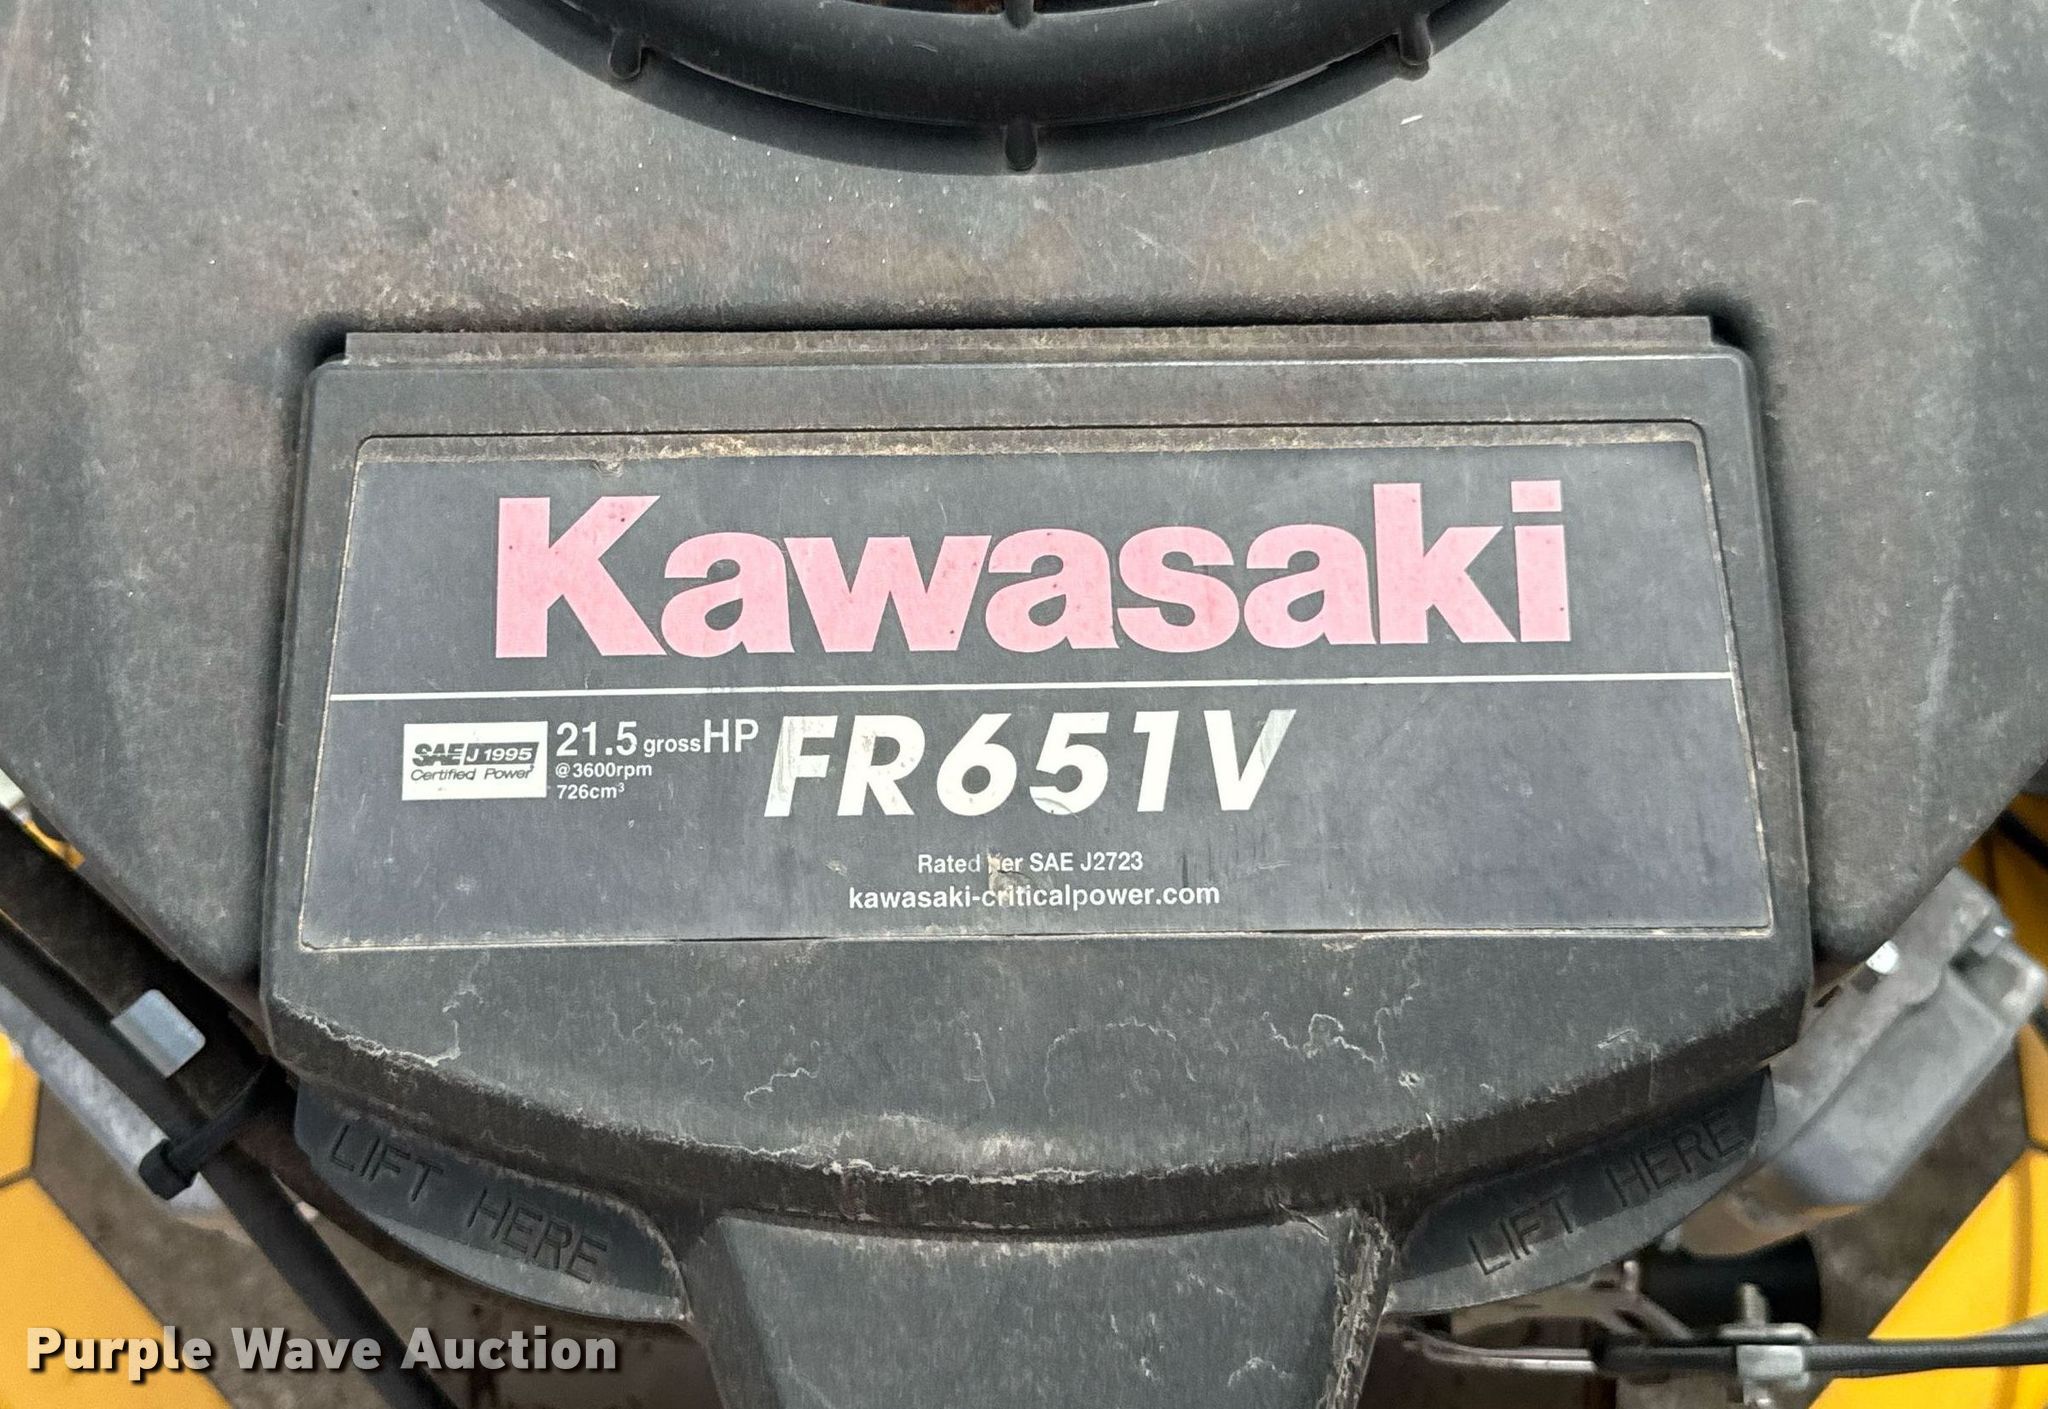 Kawasaki
SAE J1995
Certified Power
21.5 gross HP
@3600rpm
726cm³
FR651V
Rated per SAE J2723
kawasaki-criticalpower.com
LIFT HERE
LIFT HERE
Purple Wave Auction